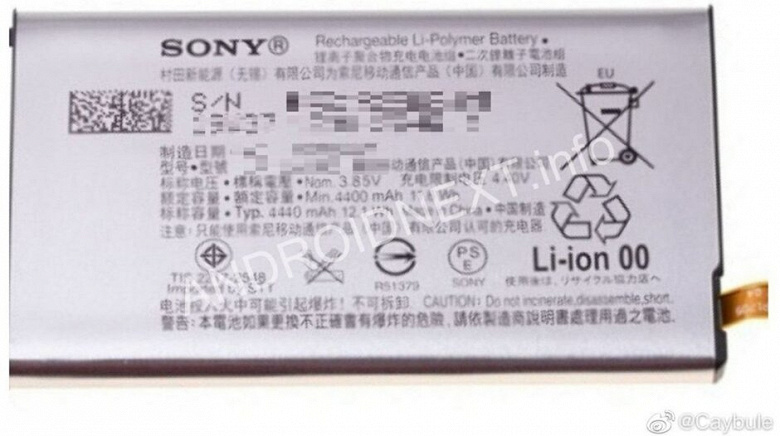 SONY® Rechargeable Li-Polymer Battery •
锂离子聚合物充电电池组•二次鋰離子電池組
村田新能源（无锡）有限公司为索尼移动通信产品（中国）有限公司制造
EU
S/N
制造日期:
型号•型號 动通信产品(中国)有限公
标称电压•標稱電壓•Nom. 3.85V 充电限制电压 4.40V
额定容量•額定容量•Min. 4400 mAh
标称容量•Typ. 4440 mAh •中国制造
注: 只能使用索尼移动通信产品(中国)有限公司认可的充电器
PS E
Li-ion 00
Imported by
R51379
SONY
使用後は、リサイクル協力店へ
电池投入火中可能引起爆炸! 不可拆卸. CAUTION: Do not incinerate, disassemble, short.
警告:本電池如果更換不正確會有爆炸的危險, 請依製造商說明書處理用過之電池.
ANDROIDNEXT.info
@Caybule